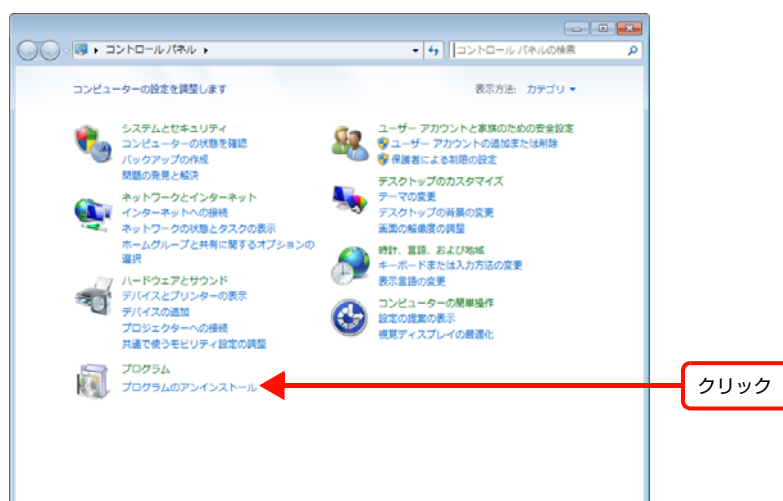 コントロール パネル
コントロール パネルの検索
コンピューターの設定を調整します
表示方法: カテゴリ
システムとセキュリティ
コンピューターの状態を確認
バックアップの作成
問題の発見と解決
ネットワークとインターネット
インターネットへの接続
ネットワークの状態とタスクの表示
ホームグループと共有に関するオプションの
選択
ハードウェアとサウンド
デバイスとプリンターの表示
デバイスの追加
プロジェクターへの接続
共通で使うモビリティ設定の調整
プログラム
プログラムのアンインストール
ユーザー アカウントと家族のための安全設定
ユーザー アカウントの追加または削除
保護者による制限の設定
デスクトップのカスタマイズ
テーマの変更
デスクトップの背景の変更
画面の解像度の調整
時計、言語、および地域
キーボードまたは入力方法の変更
表示言語の変更
コンピューターの簡単操作
設定の提案の表示
視覚ディスプレイの最適化
クリック